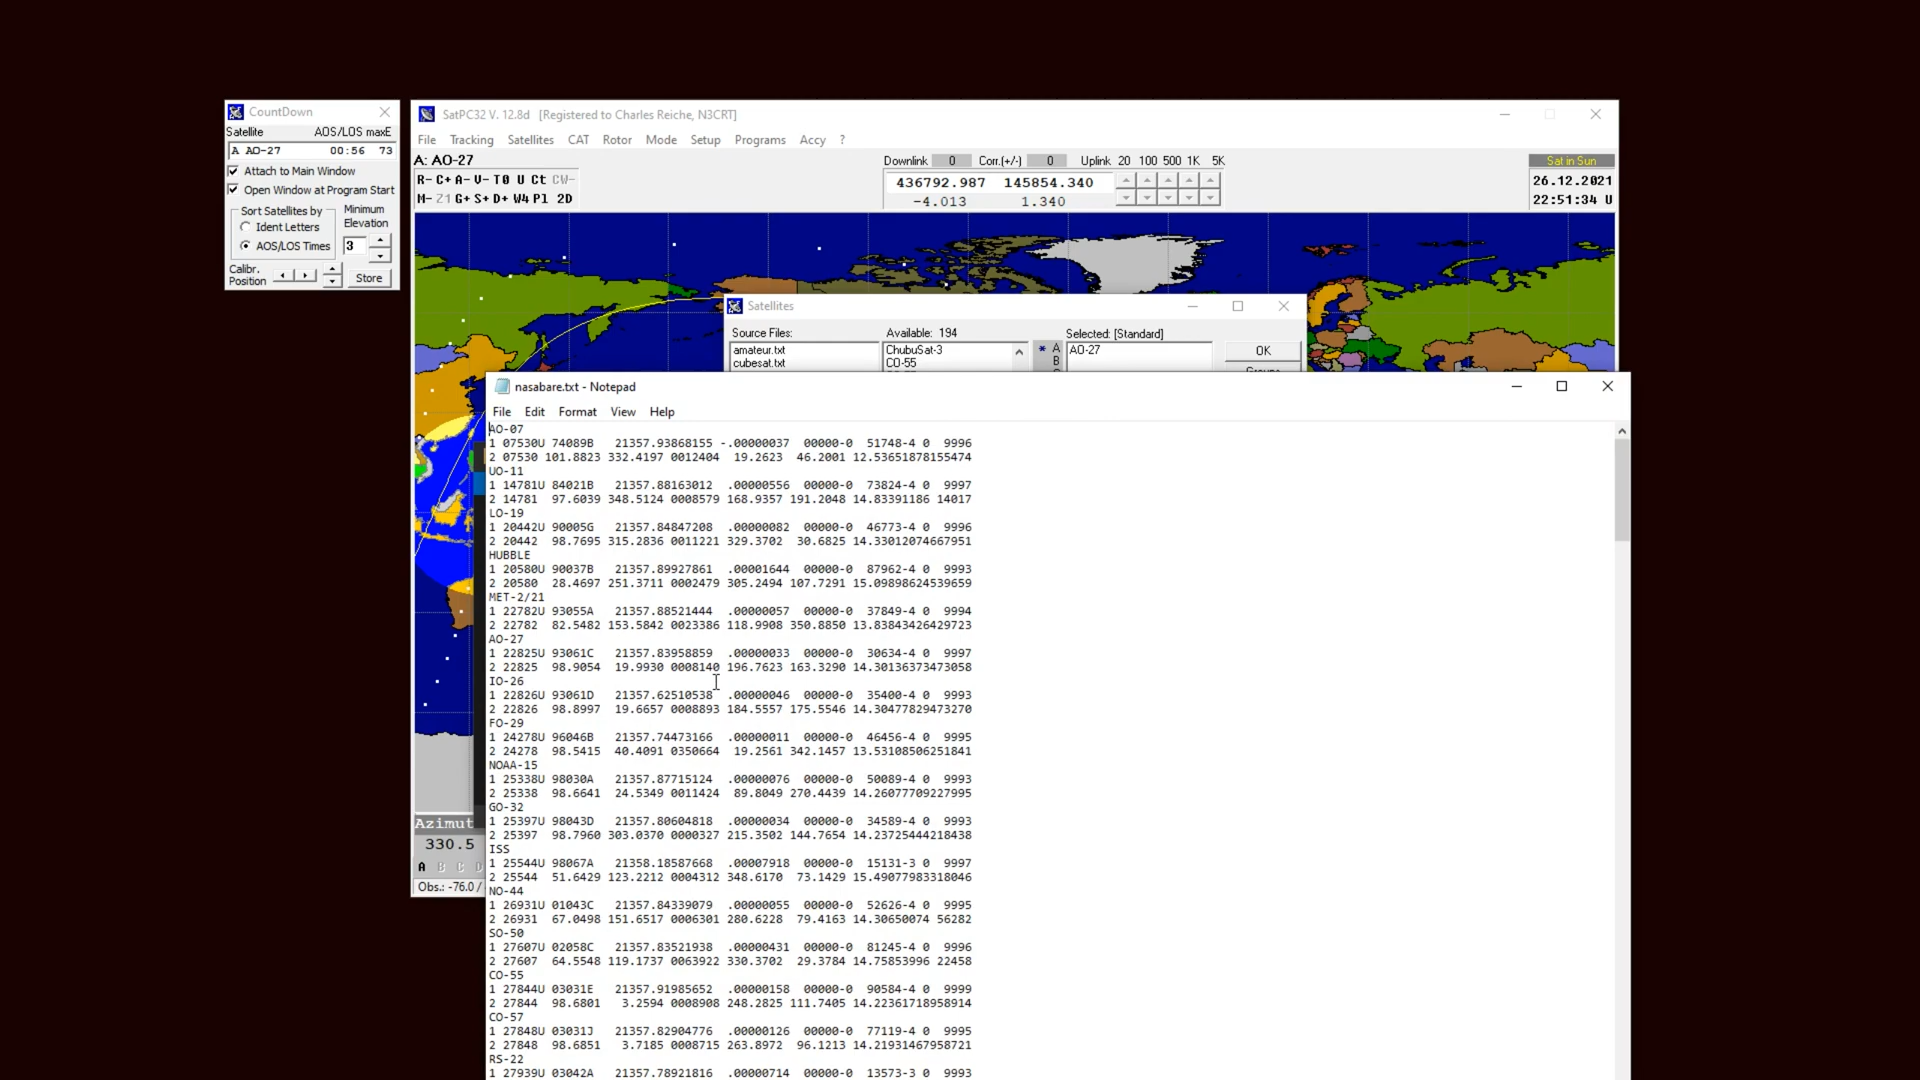 CountDown
Satellite AOS/LOS maxE
A AO-27 00:56 73
Attach to Main Window
Open Window at Program Start
Sort Satellites by
Ident Letters
AOS/LOS Times
Minimum
Elevation
3
Calibr.
Position
Store
SatPC32 V. 12.8d [Registered to Charles Reiche, N3CRT]
File Tracking Satellites CAT Rotor Mode Setup Programs Accy ?
A: AO-27
R- C+ A- V- T0 U Ct CW-
M- Z1 G+ S+ D+ W4 Pl 2D
Downlink 0 Corr.(+/-) 0 Uplink 20 100 500 1K 5K
436792.987 145854.340
-4.013 1.340
Sat in Sun
26.12.2021
22:51:34 U
Satellites
Source Files: Available: 194 Selected: [Standard]
amateur.txt ChubuSat-3 * A AO-27 OK
cubesat.txt CO-55 B
Azimut
330.5
A B C D
Obs.: -76.0 /
nasabare.txt - Notepad
File Edit Format View Help
AO-07
1 07530U 74089B 21357.93868155 -.00000037 00000-0 51748-4 0 9996
2 07530 101.8823 332.4197 0012404 19.2623 46.2001 12.53651878155474
UO-11
1 14781U 84021B 21357.88163012 .00000556 00000-0 73824-4 0 9997
2 14781 97.6039 348.5124 0008579 168.9357 191.2048 14.83391186 14017
LO-19
1 20442U 90005G 21357.84847208 .00000082 00000-0 46773-4 0 9996
2 20442 98.7695 315.2836 0011221 329.3702 30.6825 14.33012074667951
HUBBLE
1 20580U 90037B 21357.89927861 .00001644 00000-0 87962-4 0 9993
2 20580 28.4697 251.3711 0002479 305.2494 107.7291 15.09898624539659
MET-2/21
1 22782U 93055A 21357.88521444 .00000057 00000-0 37849-4 0 9994
2 22782 82.5482 153.5842 0023386 118.9908 350.8850 13.83843426429723
AO-27
1 22825U 93061C 21357.83958859 .00000033 00000-0 30634-4 0 9997
2 22825 98.9054 19.9930 0008140 196.7623 163.3290 14.30136373473058
IO-26
1 22826U 93061D 21357.62510538 .00000046 00000-0 35400-4 0 9993
2 22826 98.8997 19.6657 0008893 184.5557 175.5546 14.30477829473270
FO-29
1 24278U 96046B 21357.74473166 .00000011 00000-0 46456-4 0 9995
2 24278 98.5415 40.4091 0350664 19.2561 342.1457 13.53108506251841
NOAA-15
1 25338U 98030A 21357.87715124 .00000076 00000-0 50089-4 0 9993
2 25338 98.6641 24.5349 0011424 89.8049 270.4439 14.26077709227995
GO-32
1 25397U 98043D 21357.80604818 .00000034 00000-0 34589-4 0 9993
2 25397 98.7960 303.0370 0000327 215.3502 144.7654 14.23725444218438
ISS
1 25544U 98067A 21358.18587668 .00007918 00000-0 15131-3 0 9997
2 25544 51.6429 123.2212 0004312 348.6170 73.1429 15.49077983318046
NO-44
1 26931U 01043C 21357.84339079 .00000055 00000-0 52626-4 0 9995
2 26931 67.0498 151.6517 0006301 280.6228 79.4163 14.30650074 56282
SO-50
1 27607U 02058C 21357.83521938 .00000431 00000-0 81245-4 0 9996
2 27607 64.5548 119.1737 0063922 330.3702 29.3784 14.75853996 22458
CO-55
1 27844U 03031E 21357.91985652 .00000158 00000-0 90584-4 0 9999
2 27844 98.6801 3.2594 0008908 248.2825 111.7405 14.22361718958914
CO-57
1 27848U 03031J 21357.82904776 .00000126 00000-0 77119-4 0 9995
2 27848 98.6851 3.7185 0008715 263.8972 96.1213 14.21931467958721
RS-22
1 27939U 03042A 21357.78921816 .00000714 00000-0 13573-3 0 9993